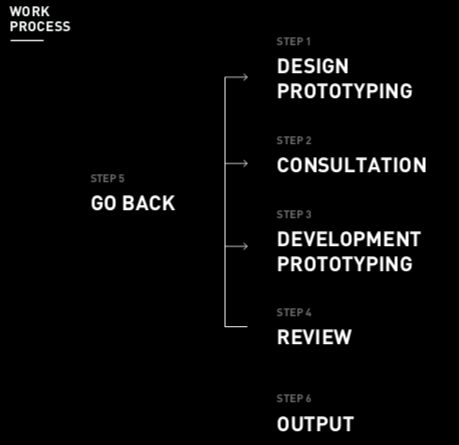 WORK
PROCESS
STEP 1
DESIGN
PROTOTYPING
STEP 2
CONSULTATION
STEP 3
DEVELOPMENT
PROTOTYPING
STEP 4
REVIEW
STEP 5
GO BACK
STEP 6
OUTPUT